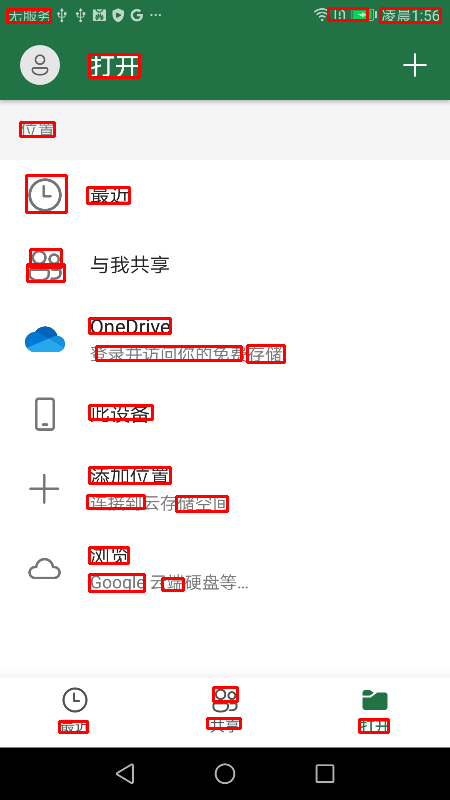 无服务 凌晨1:56
打开
位置
最近
与我共享
OneDrive
登录并访问你的免费存储
此设备
添加位置
连接到云存储空间
浏览
Google 云端硬盘等...
最近 共享 打开